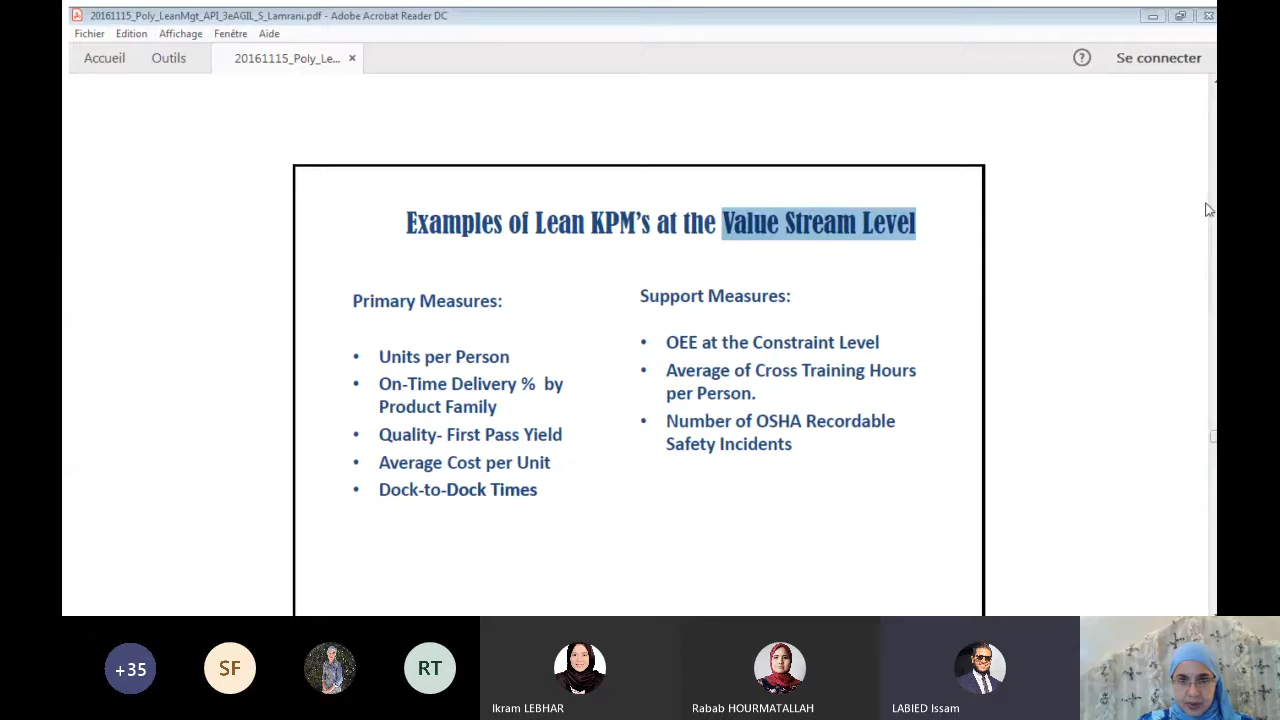 20161115_Poly_LeanMgt_API_3eAGIL_S_Lamrani.pdf - Adobe Acrobat Reader DC
Fichier Edition Affichage Fenêtre Aide
Accueil Outils 20161115_Poly_Le... × ? Se connecter
Examples of Lean KPM's at the Value Stream Level
Primary Measures:
• Units per Person
• On-Time Delivery % by
Product Family
• Quality- First Pass Yield
• Average Cost per Unit
• Dock-to-Dock Times
Support Measures:
• OEE at the Constraint Level
• Average of Cross Training Hours
per Person.
• Number of OSHA Recordable
Safety Incidents
+35 SF RT
Ikram LEBHAR Rabab HOURMATALLAH LABIED Issam